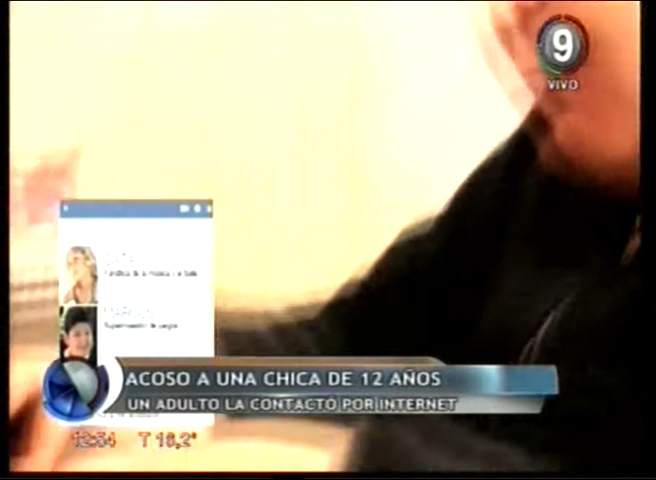 9
VIVO
ACOSO A UNA CHICA DE 12 AÑOS
UN ADULTO LA CONTACTÓ POR INTERNET
12:54 T 16,2°